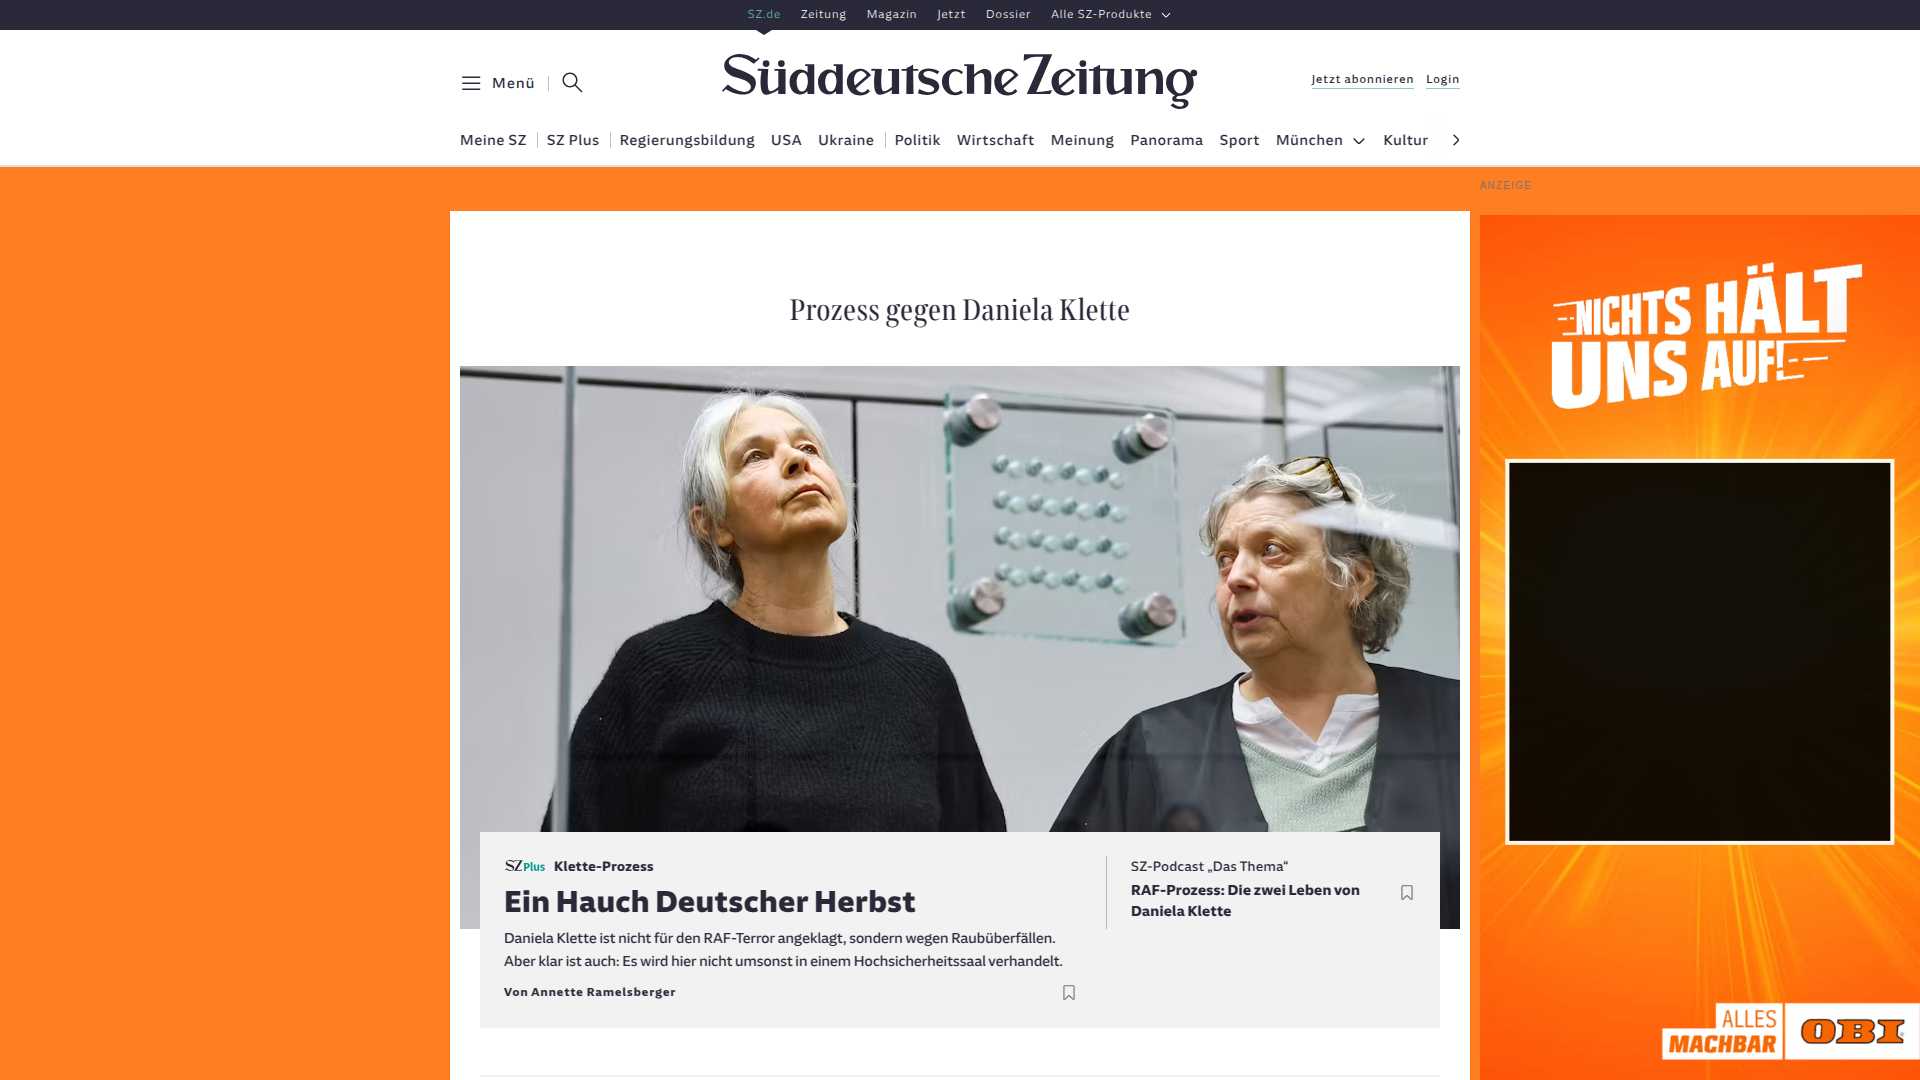 SZ.de Zeitung Magazin Jetzt Dossier Alle SZ-Produkte
Menü
Süddeutsche Zeitung
Jetzt abonnieren Login
Meine SZ SZ Plus Regierungsbildung USA Ukraine Politik Wirtschaft Meinung Panorama Sport München Kultur
ANZEIGE
Prozess gegen Daniela Klette
SZ Plus Klette-Prozess
Ein Hauch Deutscher Herbst
Daniela Klette ist nicht für den RAF-Terror angeklagt, sondern wegen Raubüberfällen.
Aber klar ist auch: Es wird hier nicht umsonst in einem Hochsicherheitssaal verhandelt.
Von Annette Ramelsberger
SZ-Podcast „Das Thema“
RAF-Prozess: Die zwei Leben von
Daniela Klette
NICHTS HÄLT
UNS AUF!
ALLES
MACHBAR
OBI